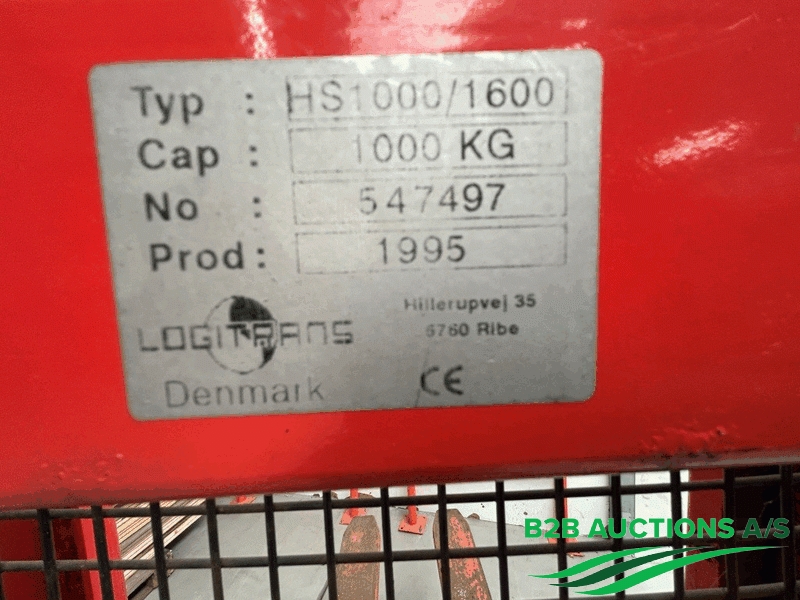 Typ : HS1000/1600
Cap : 1000 KG
No : 547497
Prod : 1995
Hillerupvej 35
6760 Ribe
LOGITRANS
Denmark
CE
B2B AUCTIONS A/S